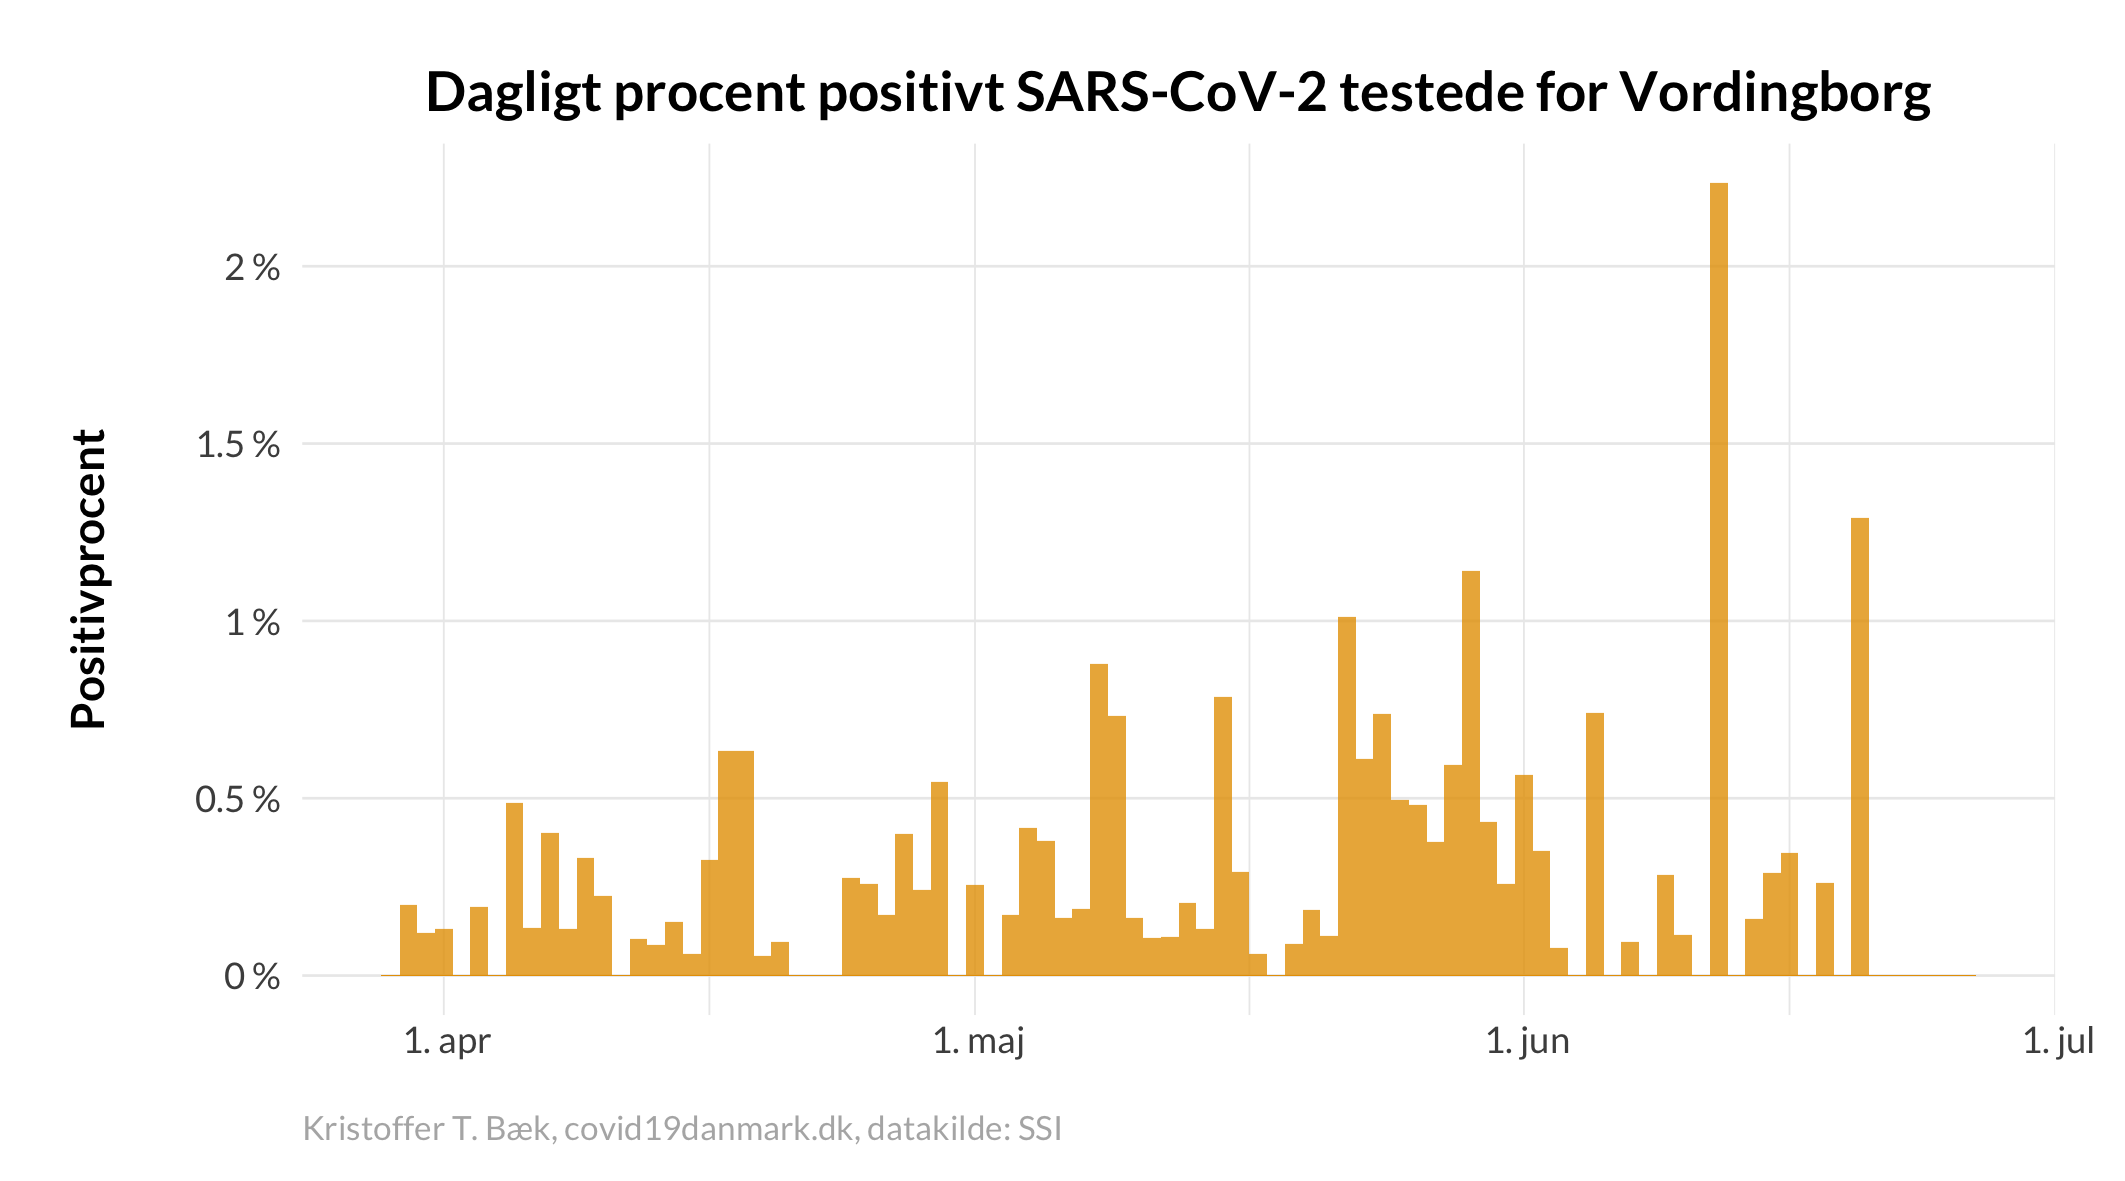 Dagligt procent positivt SARS-CoV-2 testede for Vordingborg
Positivprocent
2 %
1.5 %
1 %
0.5 %
0 %
1. apr
1. maj
1. jun
1. jul
Kristoffer T. Bæk, covid19danmark.dk, datakilde: SSI